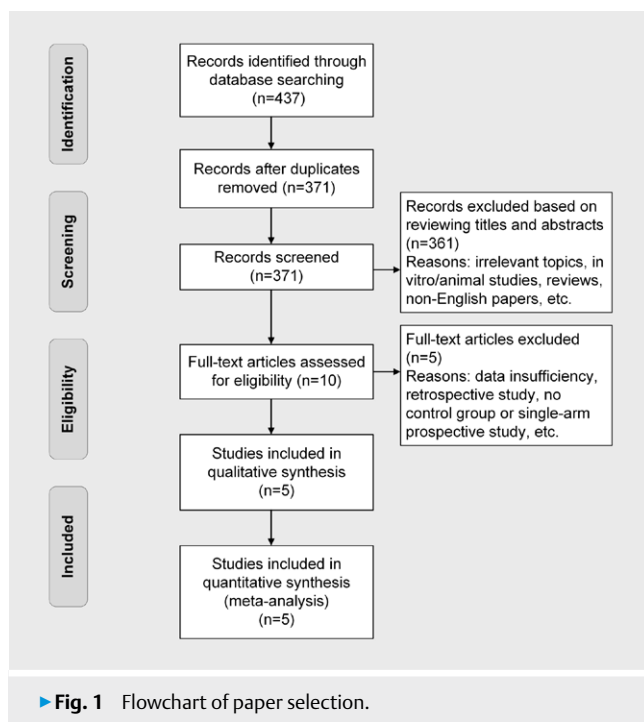 Identification
Records identified through
database searching
(n=437)
Records after duplicates
removed (n=371)
Screening
Records screened
(n=371)
Records excluded based on
reviewing titles and abstracts
(n=361)
Reasons: irrelevant topics, in
vitro/animal studies, reviews,
non-English papers, etc.
Eligibility
Full-text articles assessed
for eligibility (n=10)
Full-text articles excluded
(n=5)
Reasons: data insufficiency,
retrospective study, no
control group or single-arm
prospective study, etc.
Studies included in
qualitative synthesis
(n=5)
Included
Studies included in
quantitative synthesis
(meta-analysis)
(n=5)
▶Fig. 1 Flowchart of paper selection.